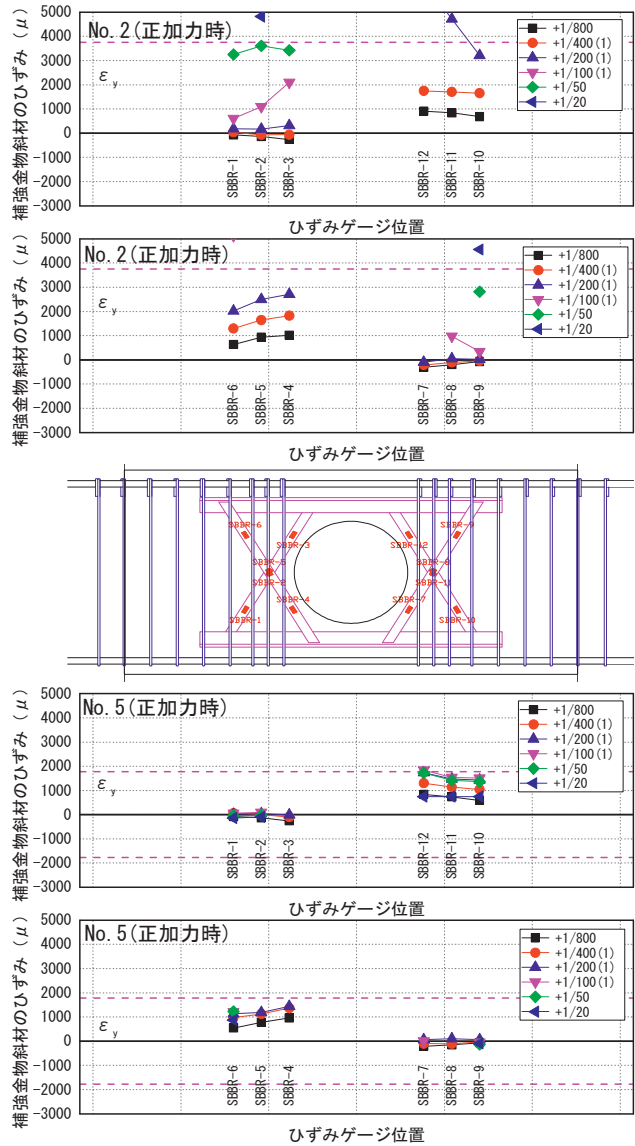 No.2(正加力時)
補強金物斜材のひずみ(μ)
5000
4000
3000
2000
1000
0
-1000
-2000
-3000
εy
+1/800
+1/400(1)
+1/200(1)
+1/100(1)
+1/50
+1/20
SBBR-1
SBBR-2
SBBR-3
SBBR-12
SBBR-11
SBBR-10
ひずみゲージ位置
No.2(正加力時)
補強金物斜材のひずみ(μ)
5000
4000
3000
2000
1000
0
-1000
-2000
-3000
εy
+1/800
+1/400(1)
+1/200(1)
+1/100(1)
+1/50
+1/20
SBBR-6
SBBR-5
SBBR-4
SBBR-7
SBBR-8
SBBR-9
ひずみゲージ位置
SBBR-6
SBBR-3
SBBR-5
SBBR-2
SBBR-4
SBBR-1
SBBR-9
SBBR-12
SBBR-8
SBBR-11
SBBR-7
SBBR-10
No.5(正加力時)
補強金物斜材のひずみ(μ)
5000
4000
3000
2000
1000
0
-1000
-2000
-3000
εy
+1/800
+1/400(1)
+1/200(1)
+1/100(1)
+1/50
+1/20
SBBR-1
SBBR-2
SBBR-3
SBBR-12
SBBR-11
SBBR-10
ひずみゲージ位置
No.5(正加力時)
補強金物斜材のひずみ(μ)
5000
4000
3000
2000
1000
0
-1000
-2000
-3000
εy
+1/800
+1/400(1)
+1/200(1)
+1/100(1)
+1/50
+1/20
SBBR-6
SBBR-5
SBBR-4
SBBR-7
SBBR-8
SBBR-9
ひずみゲージ位置